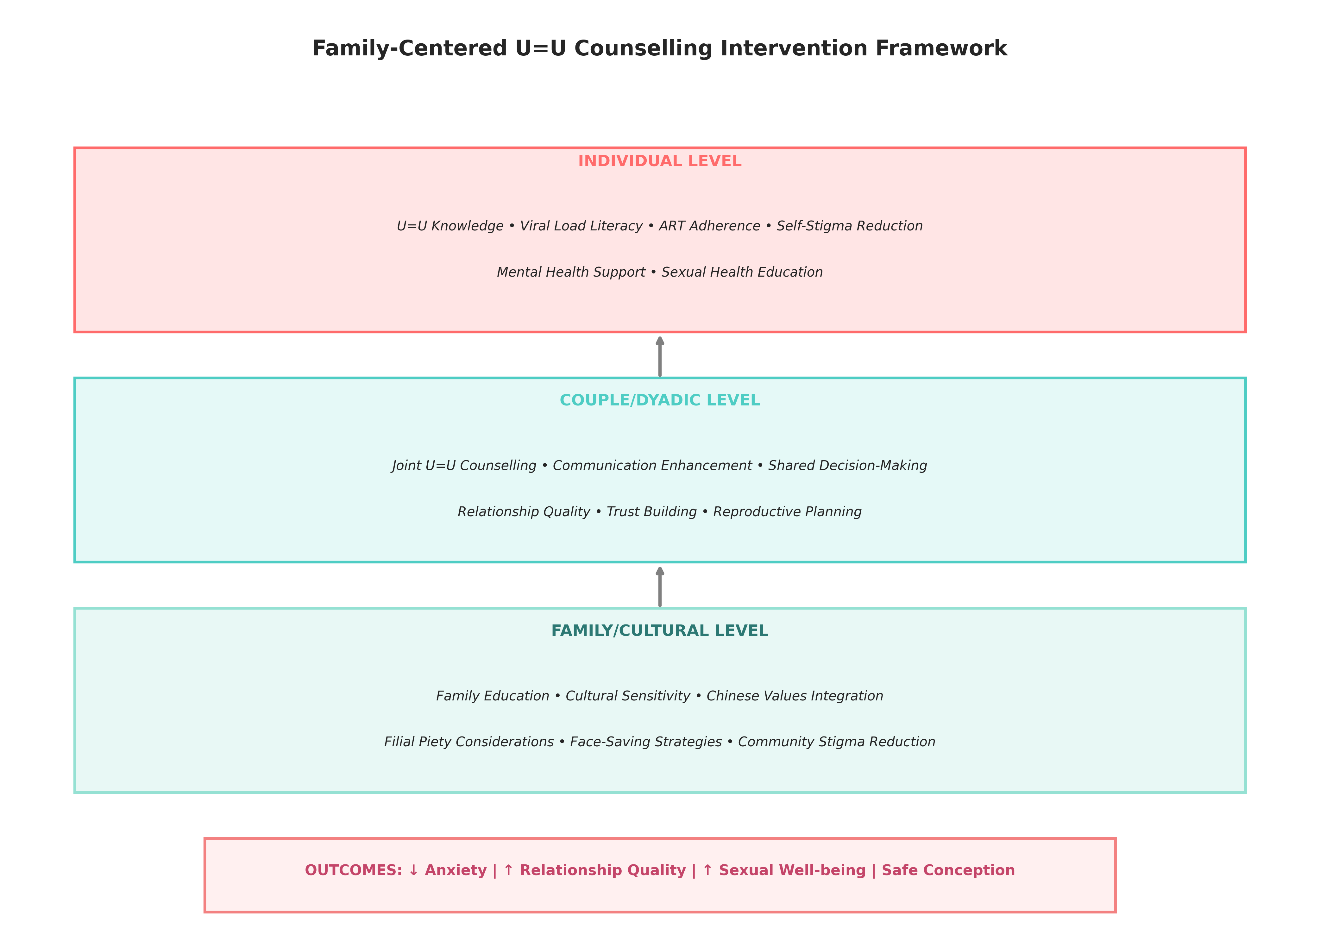 Family-Centered U=U Counselling Intervention Framework
INDIVIDUAL LEVEL
U=U Knowledge • Viral Load Literacy • ART Adherence • Self-Stigma Reduction
Mental Health Support • Sexual Health Education
COUPLE/DYADIC LEVEL
Joint U=U Counselling • Communication Enhancement • Shared Decision-Making
Relationship Quality • Trust Building • Reproductive Planning
FAMILY/CULTURAL LEVEL
Family Education • Cultural Sensitivity • Chinese Values Integration
Filial Piety Considerations • Face-Saving Strategies • Community Stigma Reduction
OUTCOMES: ↓ Anxiety | ↑ Relationship Quality | ↑ Sexual Well-being | Safe Conception